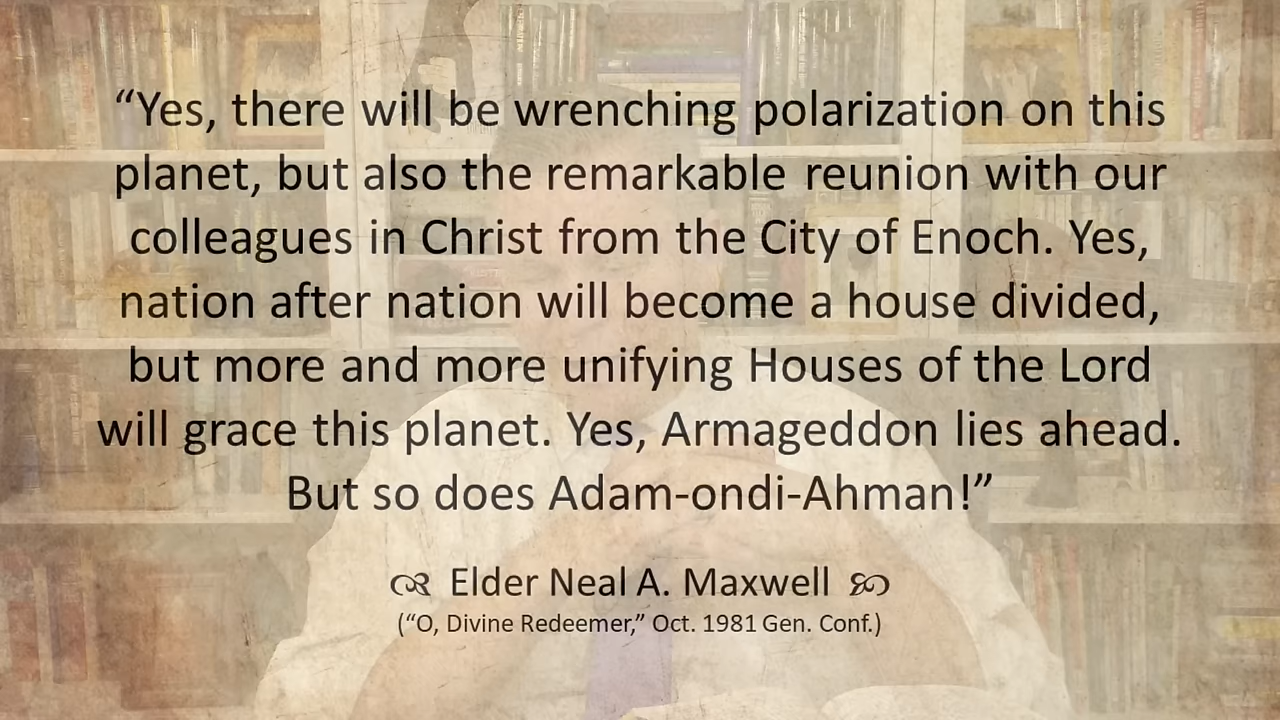 “Yes, there will be wrenching polarization on this
planet, but also the remarkable reunion with our
colleagues in Christ from the City of Enoch. Yes,
nation after nation will become a house divided,
but more and more unifying Houses of the Lord
will grace this planet. Yes, Armageddon lies ahead.
But so does Adam-ondi-Ahman!”
Elder Neal A. Maxwell
(“O, Divine Redeemer,” Oct. 1981 Gen. Conf.)